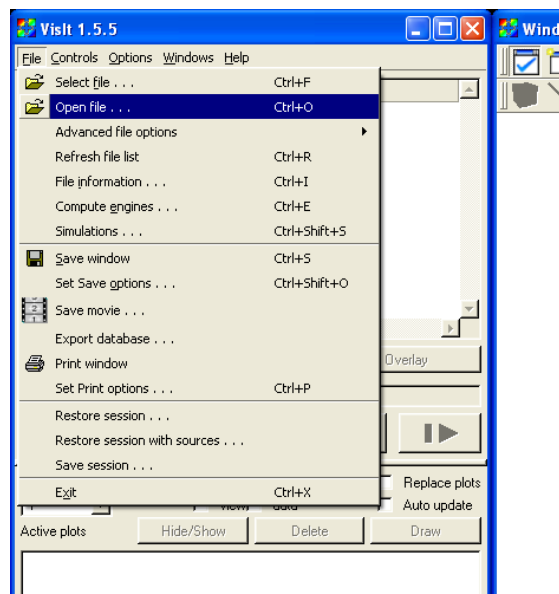 VisIt 1.5.5
Wind
File Controls Options Windows Help
Select file . . . Ctrl+F
Open file . . . Ctrl+O
Advanced file options
Refresh file list Ctrl+R
File information . . . Ctrl+I
Compute engines . . . Ctrl+E
Simulations . . . Ctrl+Shift+S
Save window Ctrl+S
Set Save options . . . Ctrl+Shift+O
Save movie . . .
Export database . . .
Print window
Overlay
Set Print options . . . Ctrl+P
Restore session . . .
Restore session with sources . . .
Save session . . .
Replace plots
Exit Ctrl+X
Auto update
Active plots Hide/Show Delete Draw